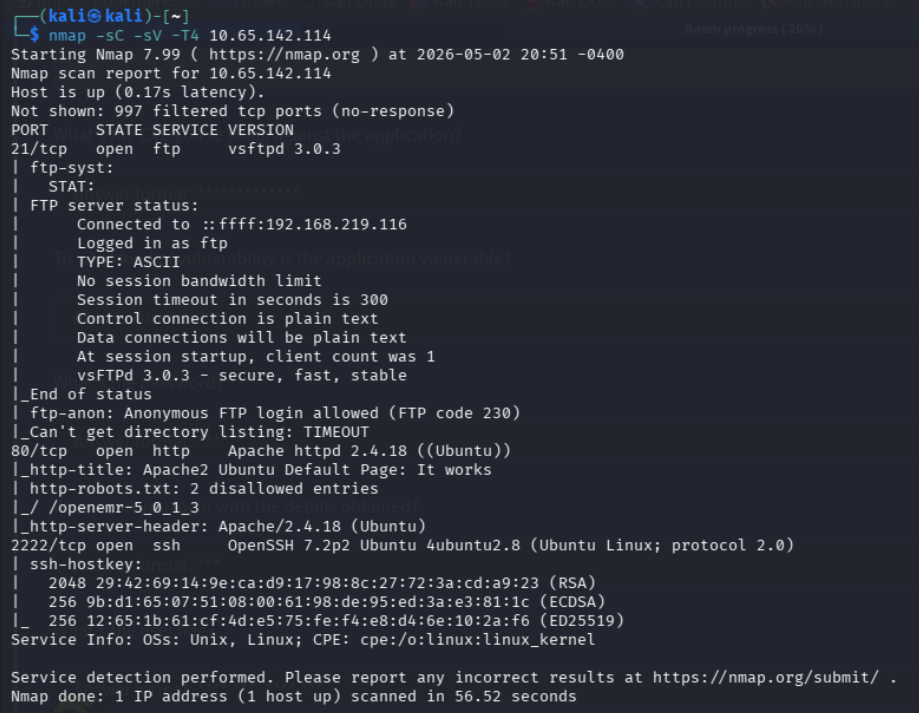 ┌──(kali㉿kali)-[~]
└─$ nmap -sC -sV -T4 10.65.142.114
Room progress ( 20% )
Starting Nmap 7.99 ( https://nmap.org ) at 2026-05-02 20:51 -0400
Nmap scan report for 10.65.142.114
Host is up (0.17s latency).
Not shown: 997 filtered tcp ports (no-response)
PORT     STATE SERVICE VERSION
21/tcp   open  ftp     vsftpd 3.0.3
| ftp-syst:
|   STAT:
| FTP server status:
|      Connected to ::ffff:192.168.219.116
|      Logged in as ftp
|      TYPE: ASCII
|      No session bandwidth limit
|      Session timeout in seconds is 300
|      Control connection is plain text
|      Data connections will be plain text
|      At session startup, client count was 1
|      vsFTPd 3.0.3 - secure, fast, stable
|_End of status
| ftp-anon: Anonymous FTP login allowed (FTP code 230)
|_Can't get directory listing: TIMEOUT
80/tcp   open  http    Apache httpd 2.4.18 ((Ubuntu))
|_http-title: Apache2 Ubuntu Default Page: It works
| http-robots.txt: 2 disallowed entries
|_/ /openemr-5_0_1_3
|_http-server-header: Apache/2.4.18 (Ubuntu)
2222/tcp open  ssh     OpenSSH 7.2p2 Ubuntu 4ubuntu2.8 (Ubuntu Linux; protocol 2.0)
| ssh-hostkey:
|   2048 29:42:69:14:9e:ca:d9:17:98:8c:27:72:3a:cd:a9:23 (RSA)
|   256 9b:d1:65:07:51:08:00:61:98:de:95:ed:3a:e3:81:1c (ECDSA)
|_  256 12:65:1b:61:cf:4d:e5:75:fe:f4:e8:d4:6e:10:2a:f6 (ED25519)
Service Info: OSs: Unix, Linux; CPE: cpe:/o:linux:linux_kernel
Service detection performed. Please report any incorrect results at https://nmap.org/submit/ .
Nmap done: 1 IP address (1 host up) scanned in 56.52 seconds